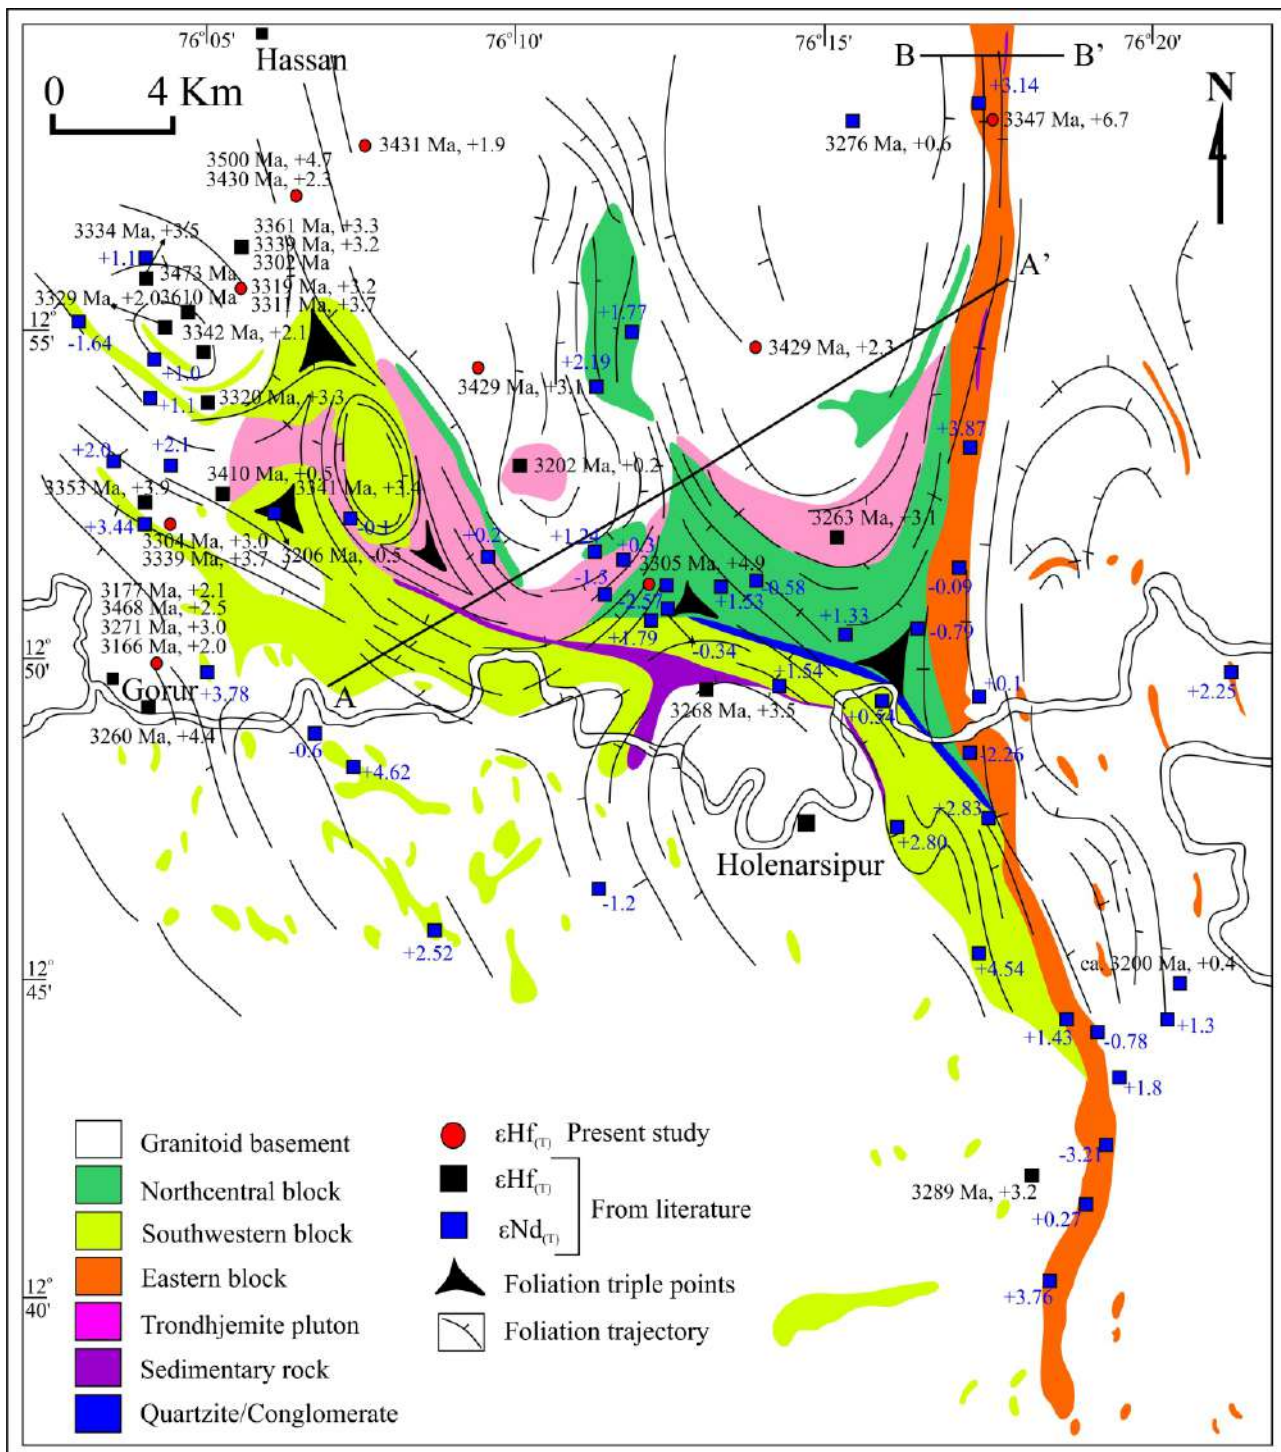 76°05'
76°10'
76°15'
76°20'
Hassan
B
B'
0 4 Km
N
+3.14
3347 Ma, +6.7
3276 Ma, +0.6
3431 Ma, +1.9
3500 Ma, +4.7
3430 Ma, +2.3
3334 Ma, +3.5
3361 Ma, +3.3
3339 Ma, +3.2
3302 Ma
+1.1
3473 Ma
3319 Ma, +3.2
3311 Ma, +3.7
3329 Ma, +2.0
3610 Ma
A'
12°
55'
-1.64
3342 Ma, +2.1
+1.77
+1.0
+2.19
3429 Ma, +2.3
3429 Ma, +3.1
+1.1
3320 Ma, +3.3
+3.87
+2.0
+2.1
3410 Ma, +0.5
3202 Ma, +0.2
3353 Ma, +3.9
3341 Ma, +3.4
+3.44
-0.1
3263 Ma, +3.1
3304 Ma, +3.0
3339 Ma, +3.7
3206 Ma, -0.5
+0.2
+1.24
+0.3
3305 Ma, +4.9
-1.5
-2.57
+1.53
-0.58
-0.09
3177 Ma, +2.1
3468 Ma, +2.5
3271 Ma, +3.0
3166 Ma, +2.0
+1.79
-0.34
+1.33
-0.79
12°
50'
Gorur
+3.78
A
+1.54
+0.54
+0.1
+2.25
3268 Ma, +3.5
3260 Ma, +4.4
-0.6
+4.62
-2.26
+2.83
+2.80
Holenarsipur
-1.2
+2.52
+4.54
ca. 3200 Ma, +0.4
12°
45'
+1.43
-0.78
+1.3
+1.8
-3.21
3289 Ma, +3.2
+0.27
+3.76
12°
40'
Granitoid basement
Northcentral block
Southwestern block
Eastern block
Trondhjemite pluton
Sedimentary rock
Quartzite/Conglomerate
εHf(T) Present study
εHf(T)
εNd(T)
From literature
Foliation triple points
Foliation trajectory